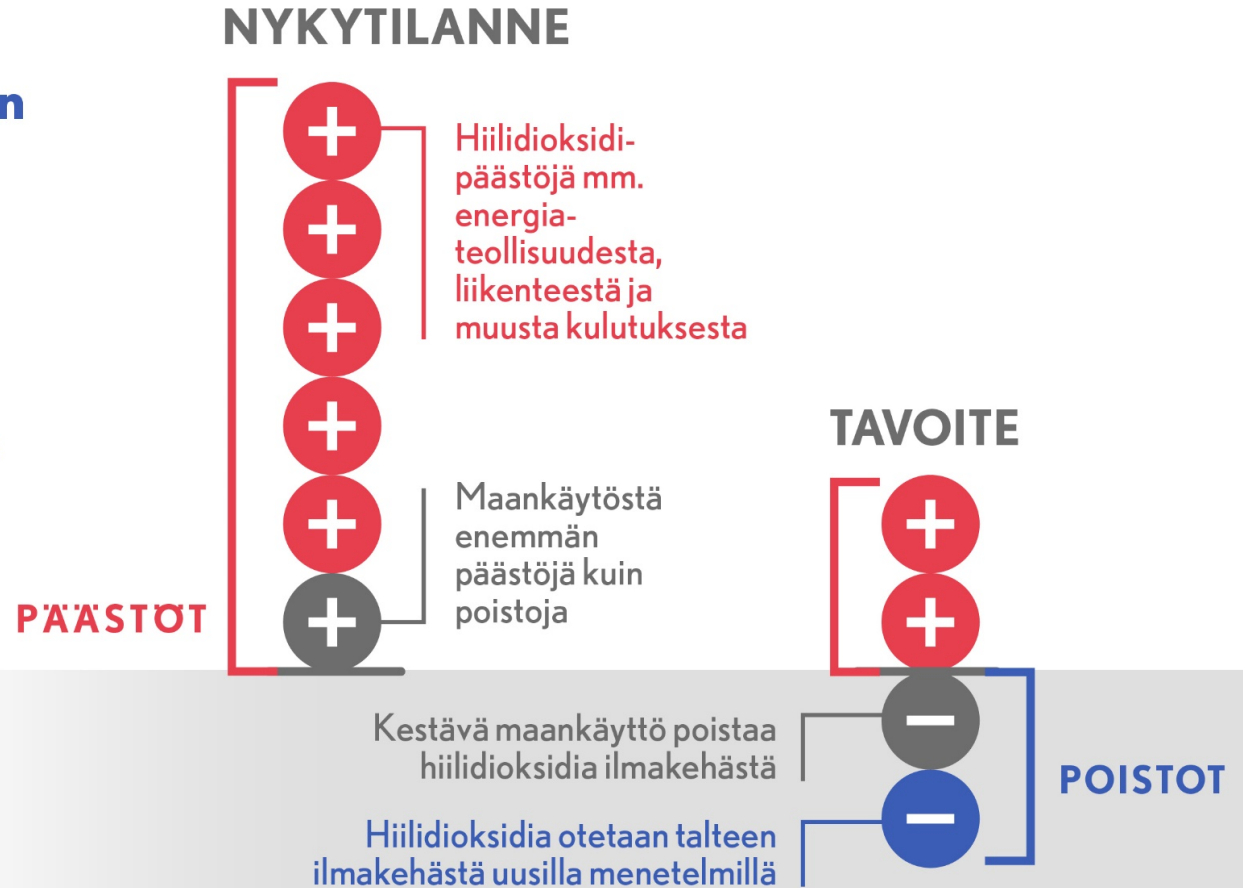 NYKYTILANNE
n
Hiilidioksidi-
päästöjä mm.
energia-
teollisuudesta,
liikenteestä ja
muusta kulutuksesta
Maankäytöstä
enemmän
päästöjä kuin
poistoja
PÄÄSTÖT
TAVOITE
Kestävä maankäyttö poistaa
hiilidioksidia ilmakehästä
Hiilidioksidia otetaan talteen
ilmakehästä uusilla menetelmillä
POISTOT